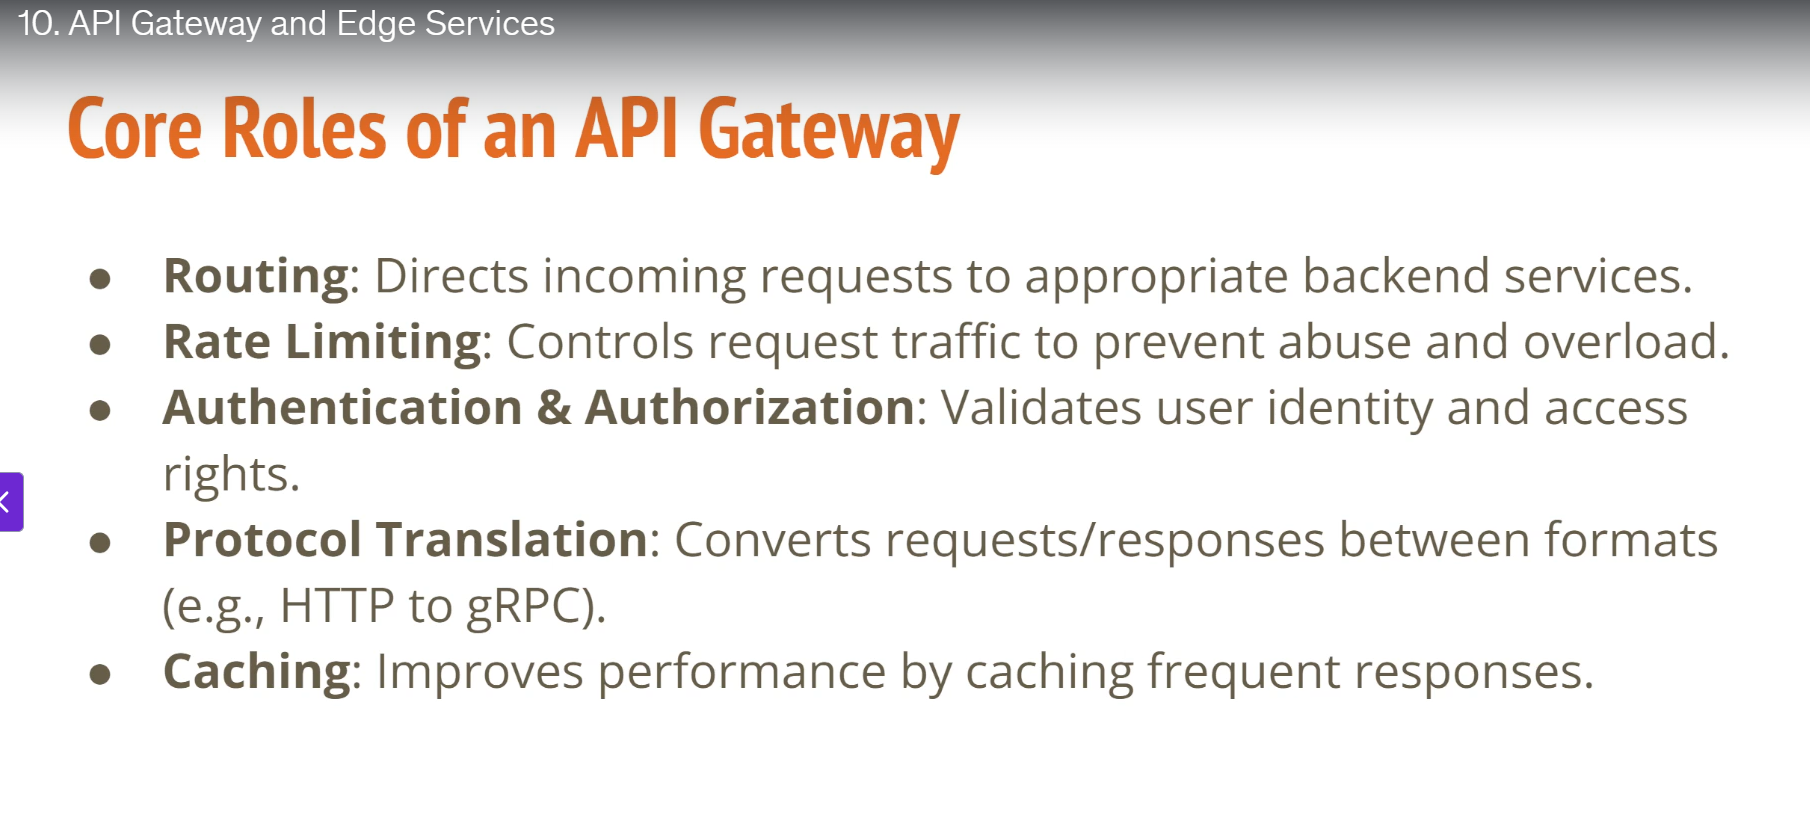 10. API Gateway and Edge Services
Core Roles of an API Gateway
● Routing: Directs incoming requests to appropriate backend services.
● Rate Limiting: Controls request traffic to prevent abuse and overload.
● Authentication & Authorization: Validates user identity and access
rights.
● Protocol Translation: Converts requests/responses between formats
(e.g., HTTP to gRPC).
● Caching: Improves performance by caching frequent responses.